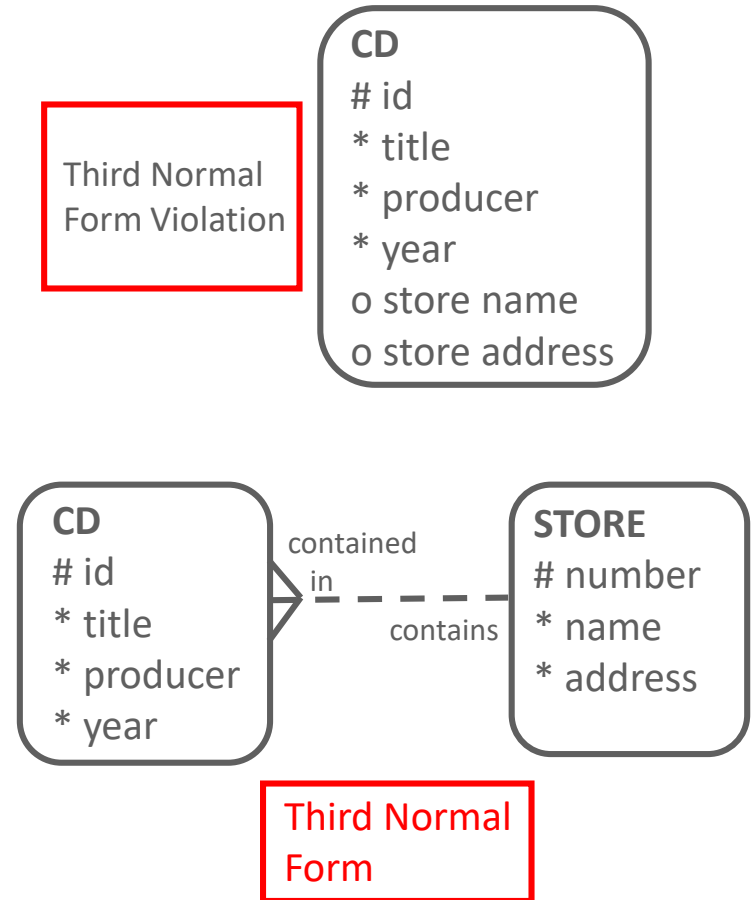 CD
# id
* title
* producer
* year
o store name
o store address
Third Normal
Form Violation
CD
# id
* title
* producer
* year
contained
in
contains
STORE
# number
* name
* address
Third Normal
Form